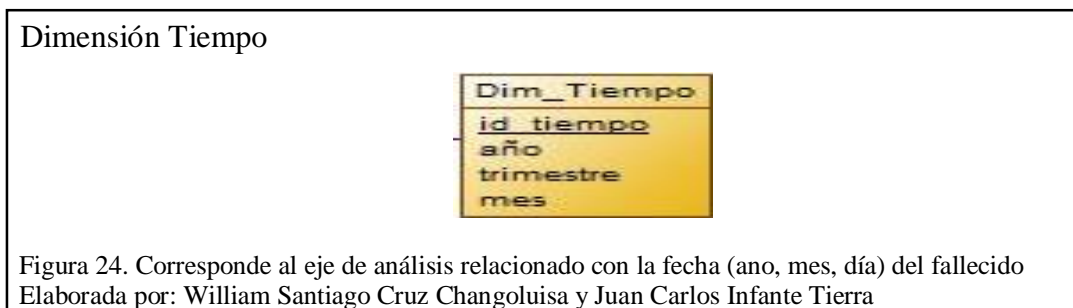 Dimensión Tiempo
Dim_Tiempo
id_tiempo
año
trimestre
mes
Figura 24. Corresponde al eje de análisis relacionado con la fecha (ano, mes, día) del fallecido
Elaborada por: William Santiago Cruz Changoluisa y Juan Carlos Infante Tierra